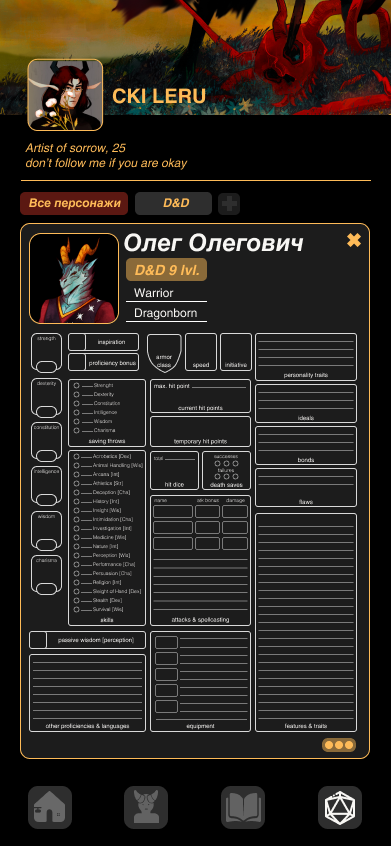 CKI LERU
Artist of sorrow, 25
don't follow me if you are okay
Все персонажи
D&D
Олег Олегович
D&D 9 lvl.
Warrior
Dragonborn
strength
inspiration
proficiency bonus
armor
class
speed
initiative
personality traits
dexterity
Strenght
Dexterity
Constitution
Intilligence
Wisdom
Charisma
saving throws
max. hit point
current hit points
ideals
constitution
temporary hit points
bonds
intelligence
Acrobatics [Dex]
Animal Handling [Wis]
Arcana [Int]
Athletics [Str]
Deception [Cha]
History [Int]
Insight [Wis]
Intimidation [Cha]
Investigation [Int]
Medicine [Wis]
Nature [Int]
Perception [Wis]
Performance [Cha]
Persuasion [Cha]
Religion [Int]
Sleight of Hand [Dex]
Stealth [Dex]
Survival [Wis]
skills
total
hit dice
successes
failures
death saves
flaws
wisdom
charisma
name
atk bonus
damage
attacks & spellcasting
passive wisdom [perception]
other proficiencies & languages
equipment
features & traits